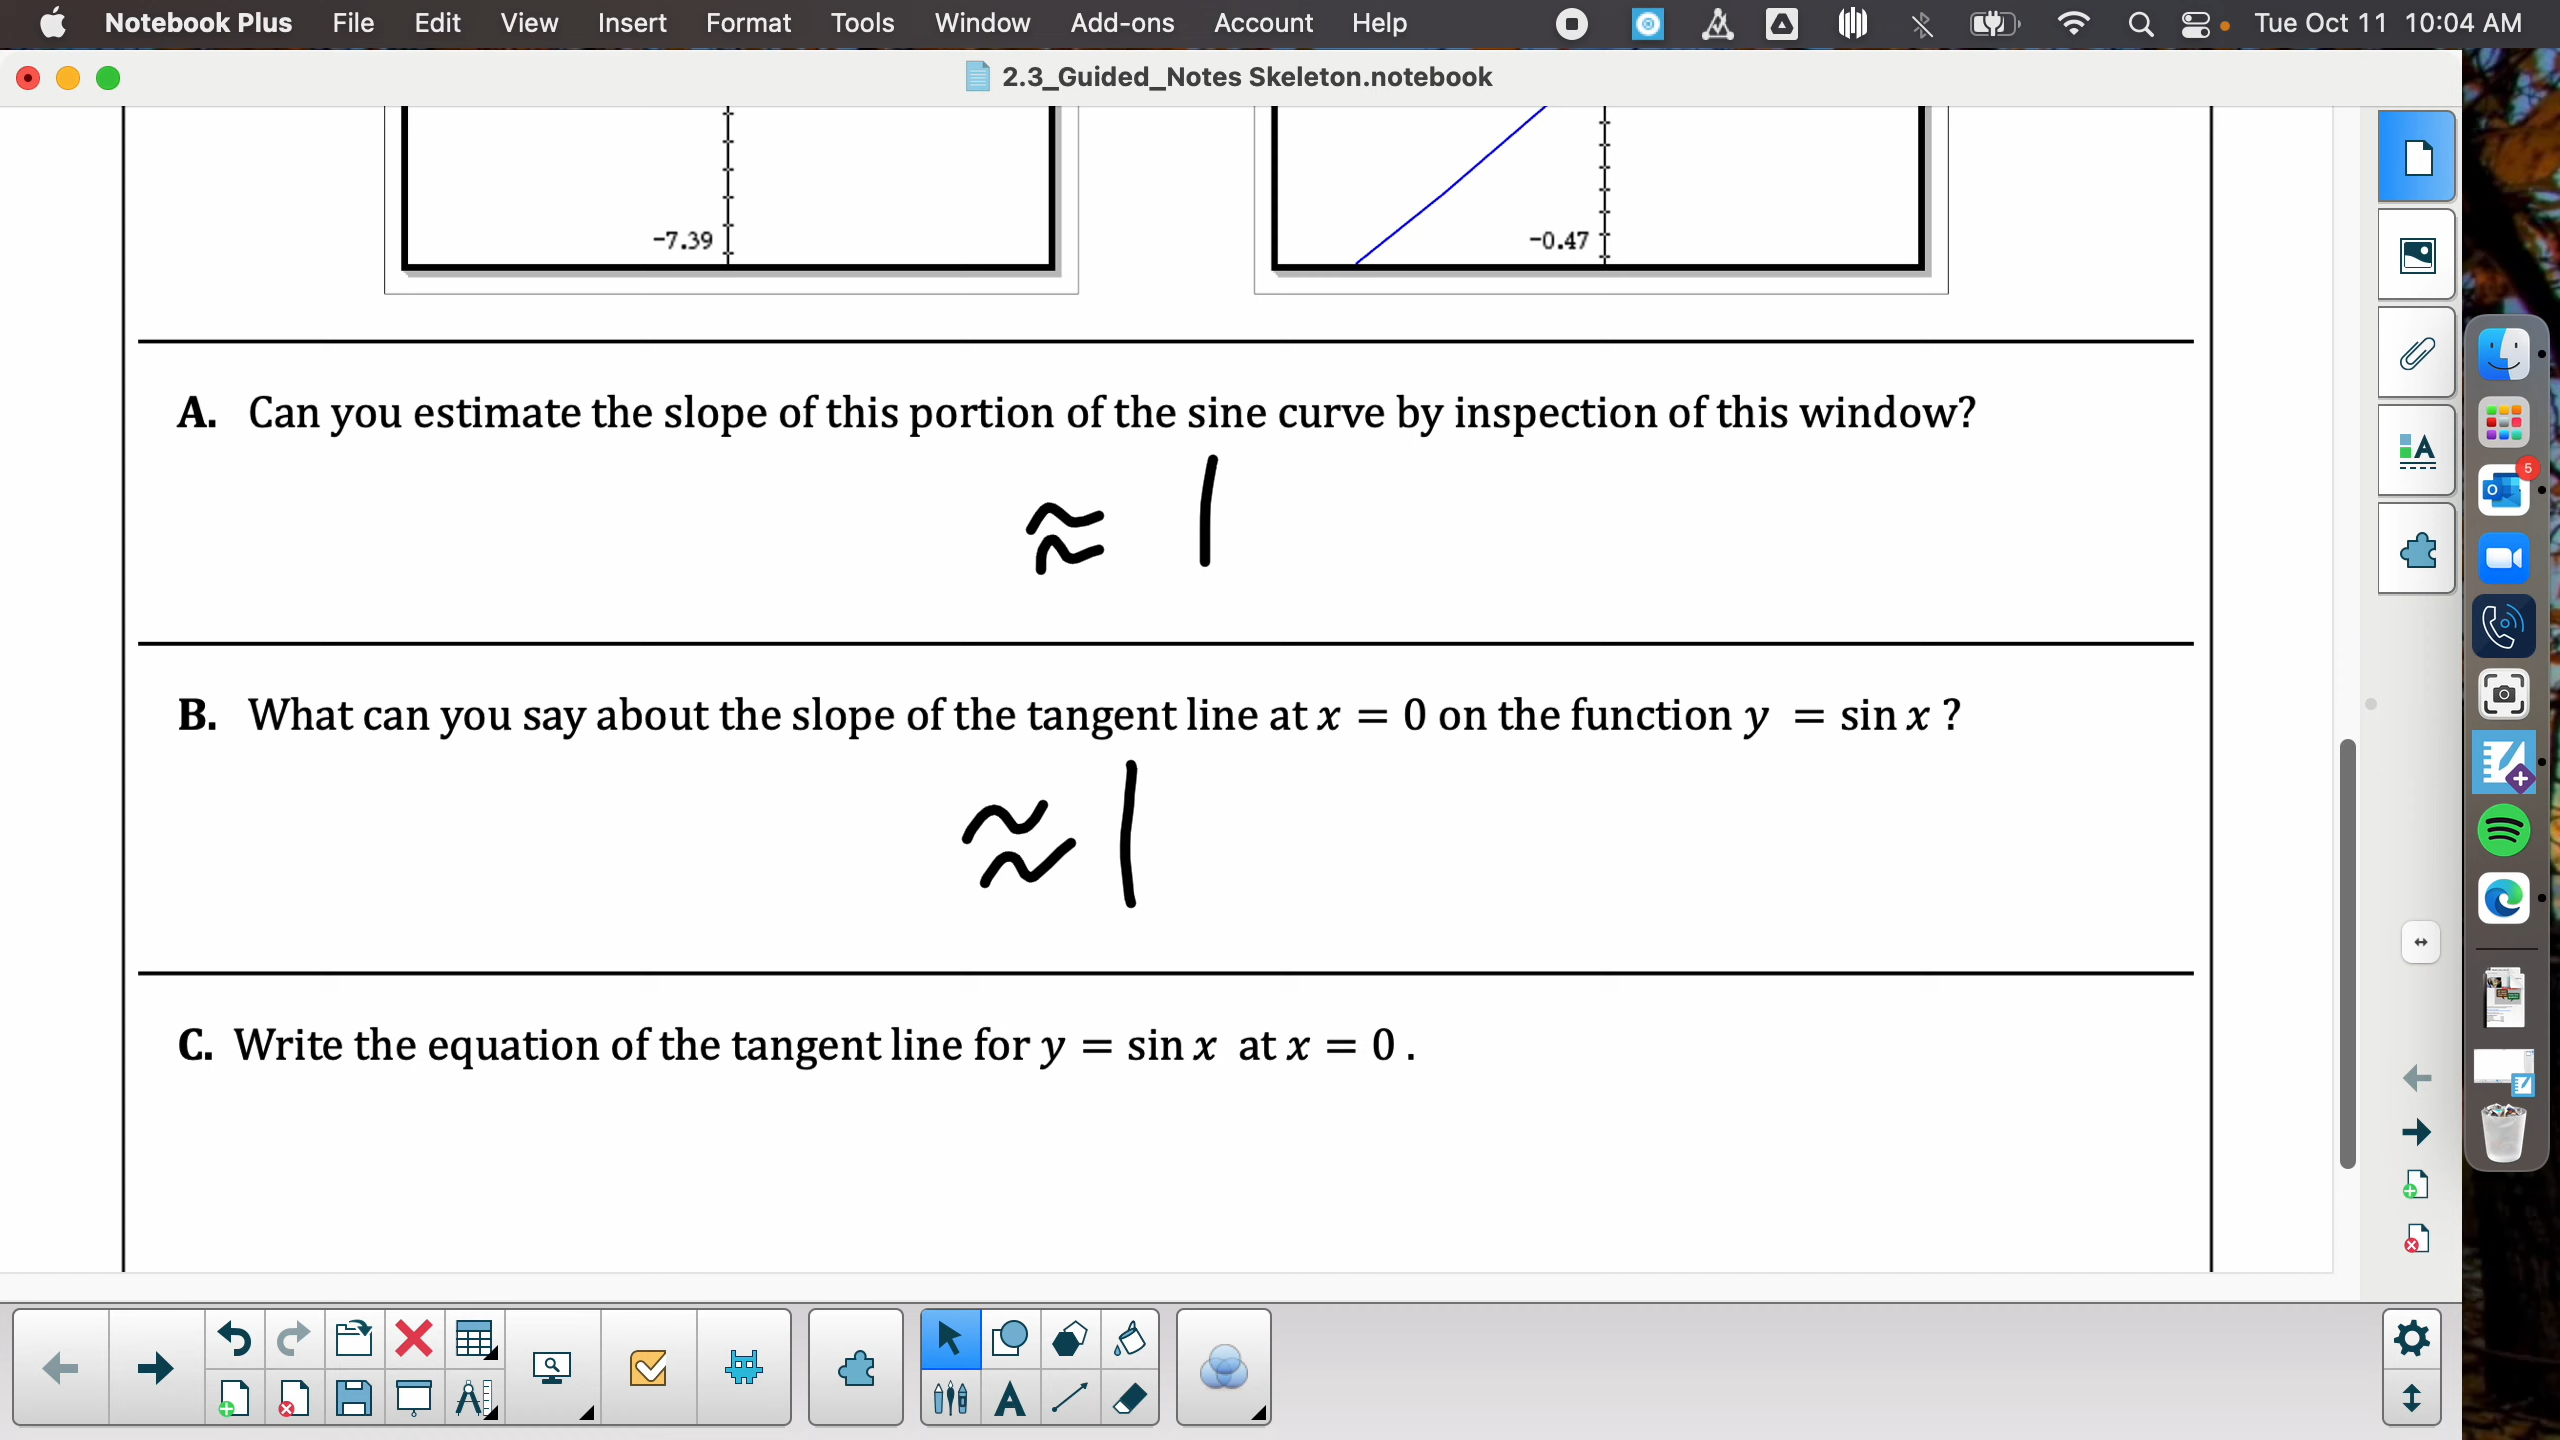 Notebook Plus File Edit View Insert Format Tools Window Add-ons Account Help Tue Oct 11 10:04 AM
2.3_Guided_Notes Skeleton.notebook
-7.39
-0.47
A. Can you estimate the slope of this portion of the sine curve by inspection of this window?
≈ 1
B. What can you say about the slope of the tangent line at x = 0 on the function y = sin x ?
≈ 1
C. Write the equation of the tangent line for y = sin x at x = 0 .
5